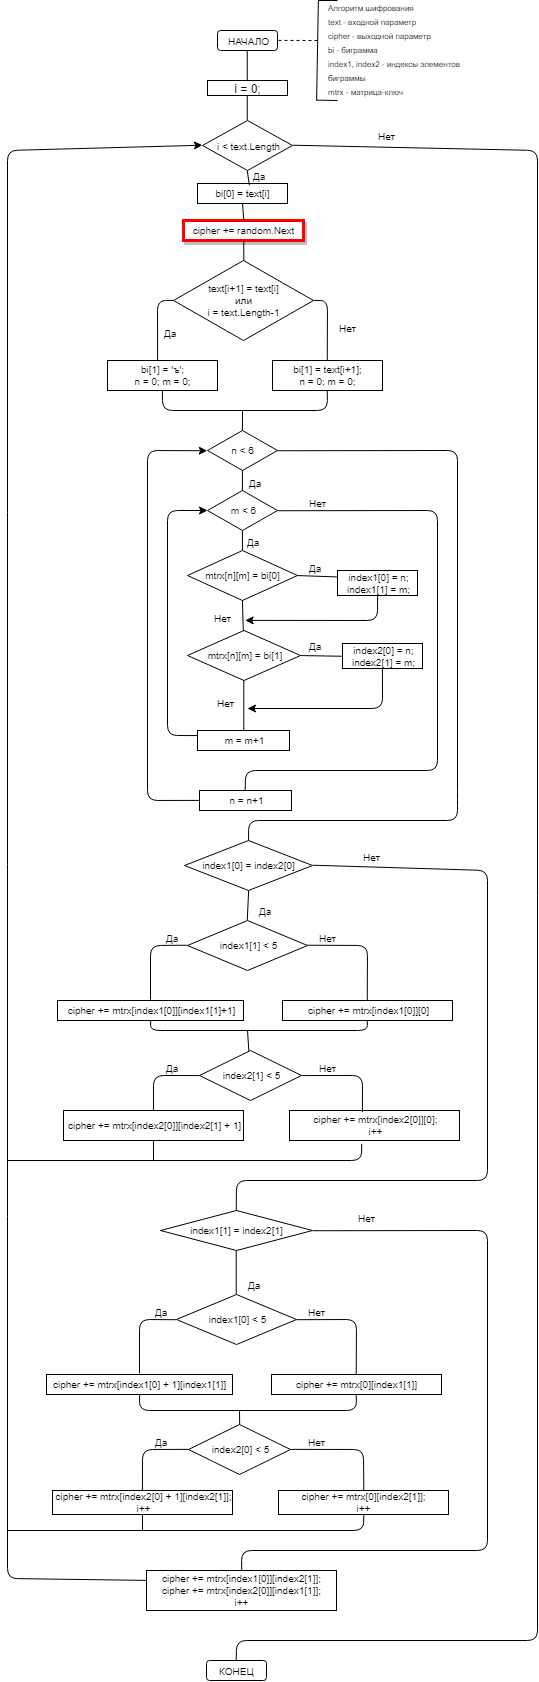 Алгоритм шифрования
text - входной параметр
cipher - выходной параметр
bi - биграмма
index1, index2 - индексы элементов
биграммы
mtrx - матрица-ключ
НАЧАЛО
i = 0;
Нет
i < text.Length
Да
bi[0] = text[i]
cipher += random.Next
text[i+1] = text[i]
или
i = text.Length-1
Да
Нет
bi[1] = 'ъ';
n = 0; m = 0;
bi[1] = text[i+1];
n = 0; m = 0;
n < 6
Да
Нет
m < 6
Да
mtrx[n][m] = bi[0]
Да
index1[0] = n;
index1[1] = m;
Нет
mtrx[n][m] = bi[1]
Да
index2[0] = n;
index2[1] = m;
Нет
m = m+1
n = n+1
index1[0] = index2[0]
Нет
Да
index1[1] < 5
Да
Нет
cipher += mtrx[index1[0]][index1[1]+1]
cipher += mtrx[index1[0]][0]
index2[1] < 5
Да
Нет
cipher += mtrx[index2[0]][index2[1] + 1]
cipher += mtrx[index2[0]][0];
i++
index1[1] = index2[1]
Нет
Да
index1[0] < 5
Да
Нет
cipher += mtrx[index1[0] + 1][index1[1]]
cipher += mtrx[0][index1[1]]
index2[0] < 5
Да
Нет
cipher += mtrx[index2[0] + 1][index2[1]];
i++
cipher += mtrx[0][index2[1]];
i++
cipher += mtrx[index1[0]][index2[1]];
cipher += mtrx[index2[0]][index1[1]];
i++
КОНЕЦ